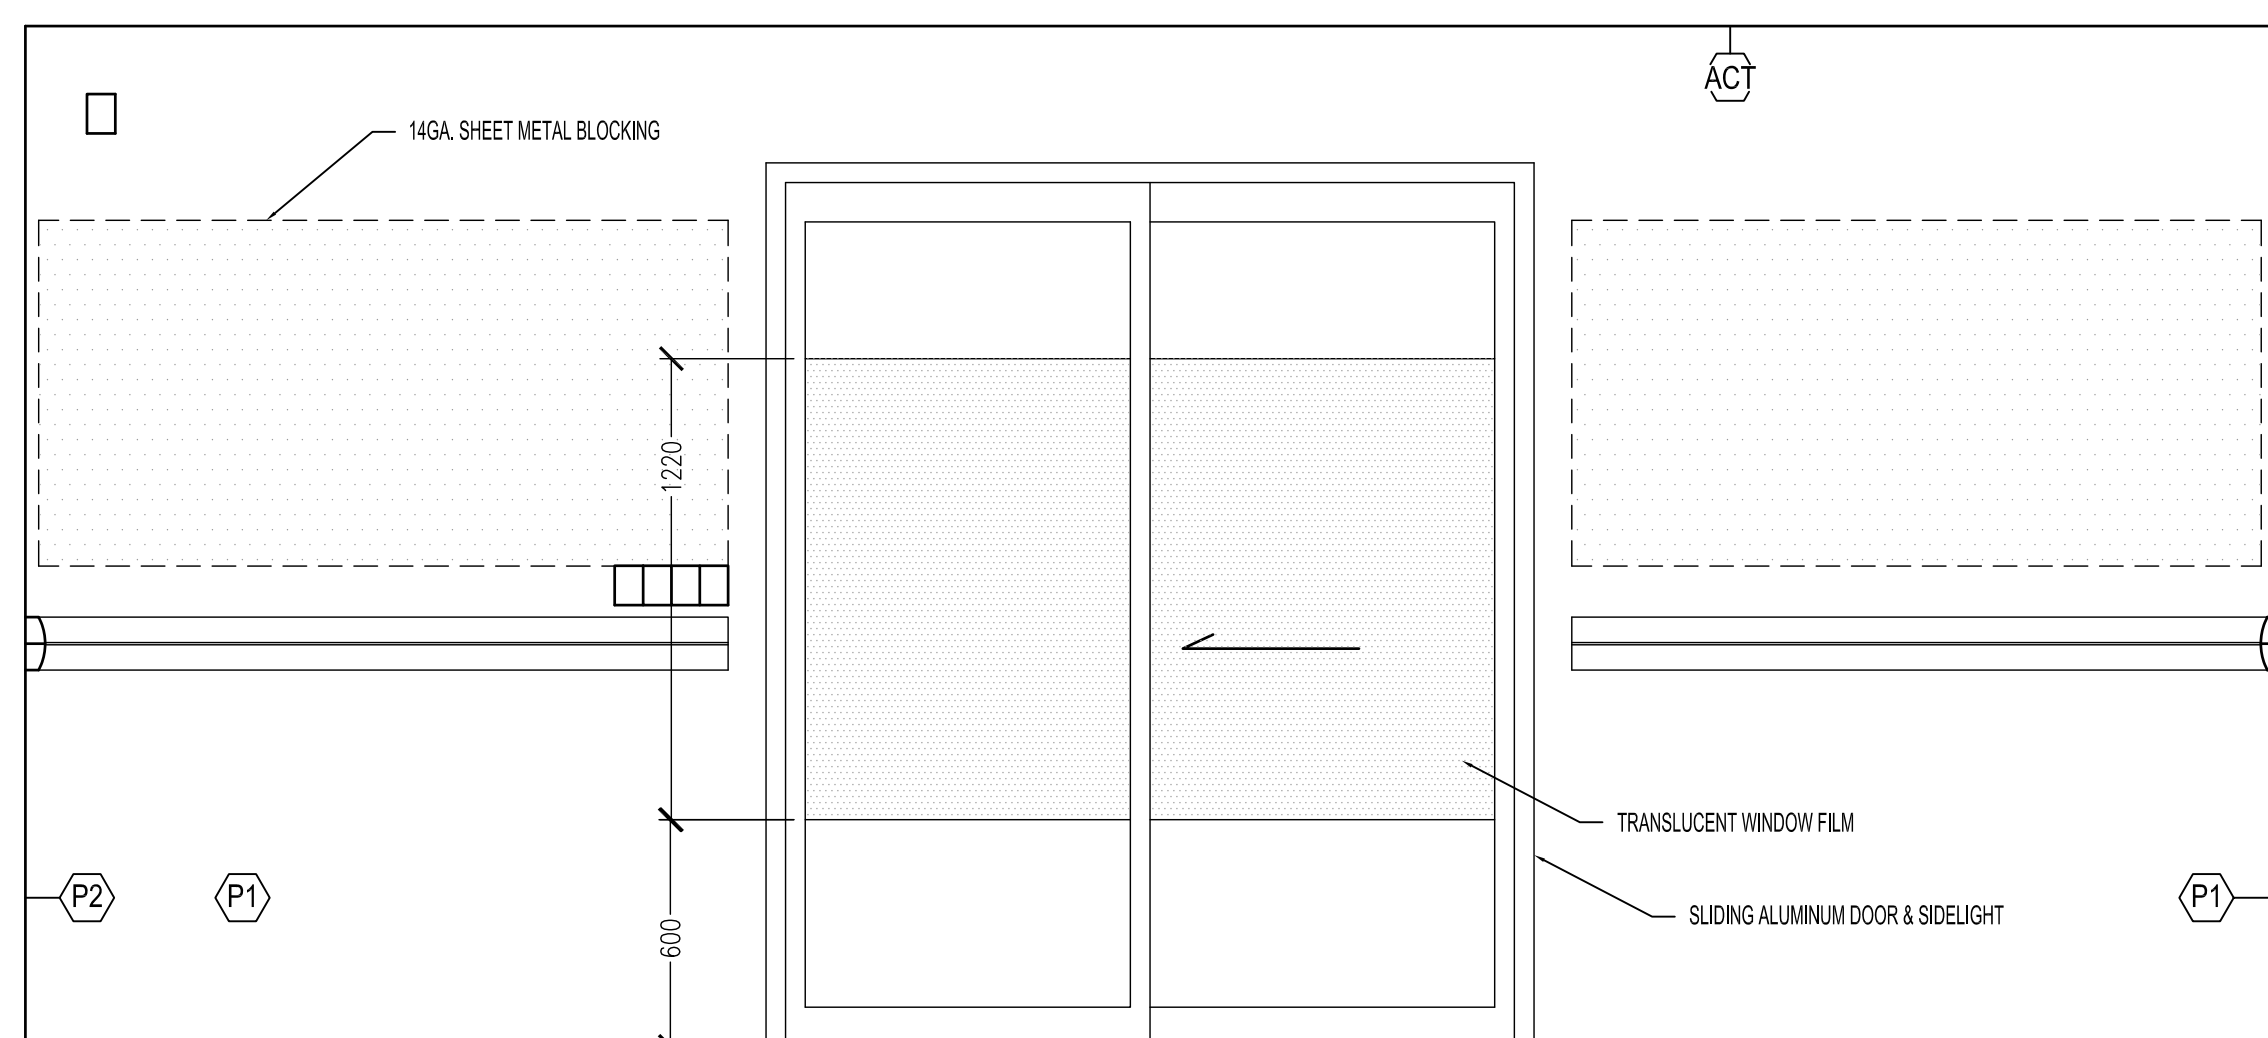 ACT
14GA. SHEET METAL BLOCKING
1220
TRANSLUCENT WINDOW FILM
P2
P1
P1
SLIDING ALUMINUM DOOR & SIDELIGHT
600